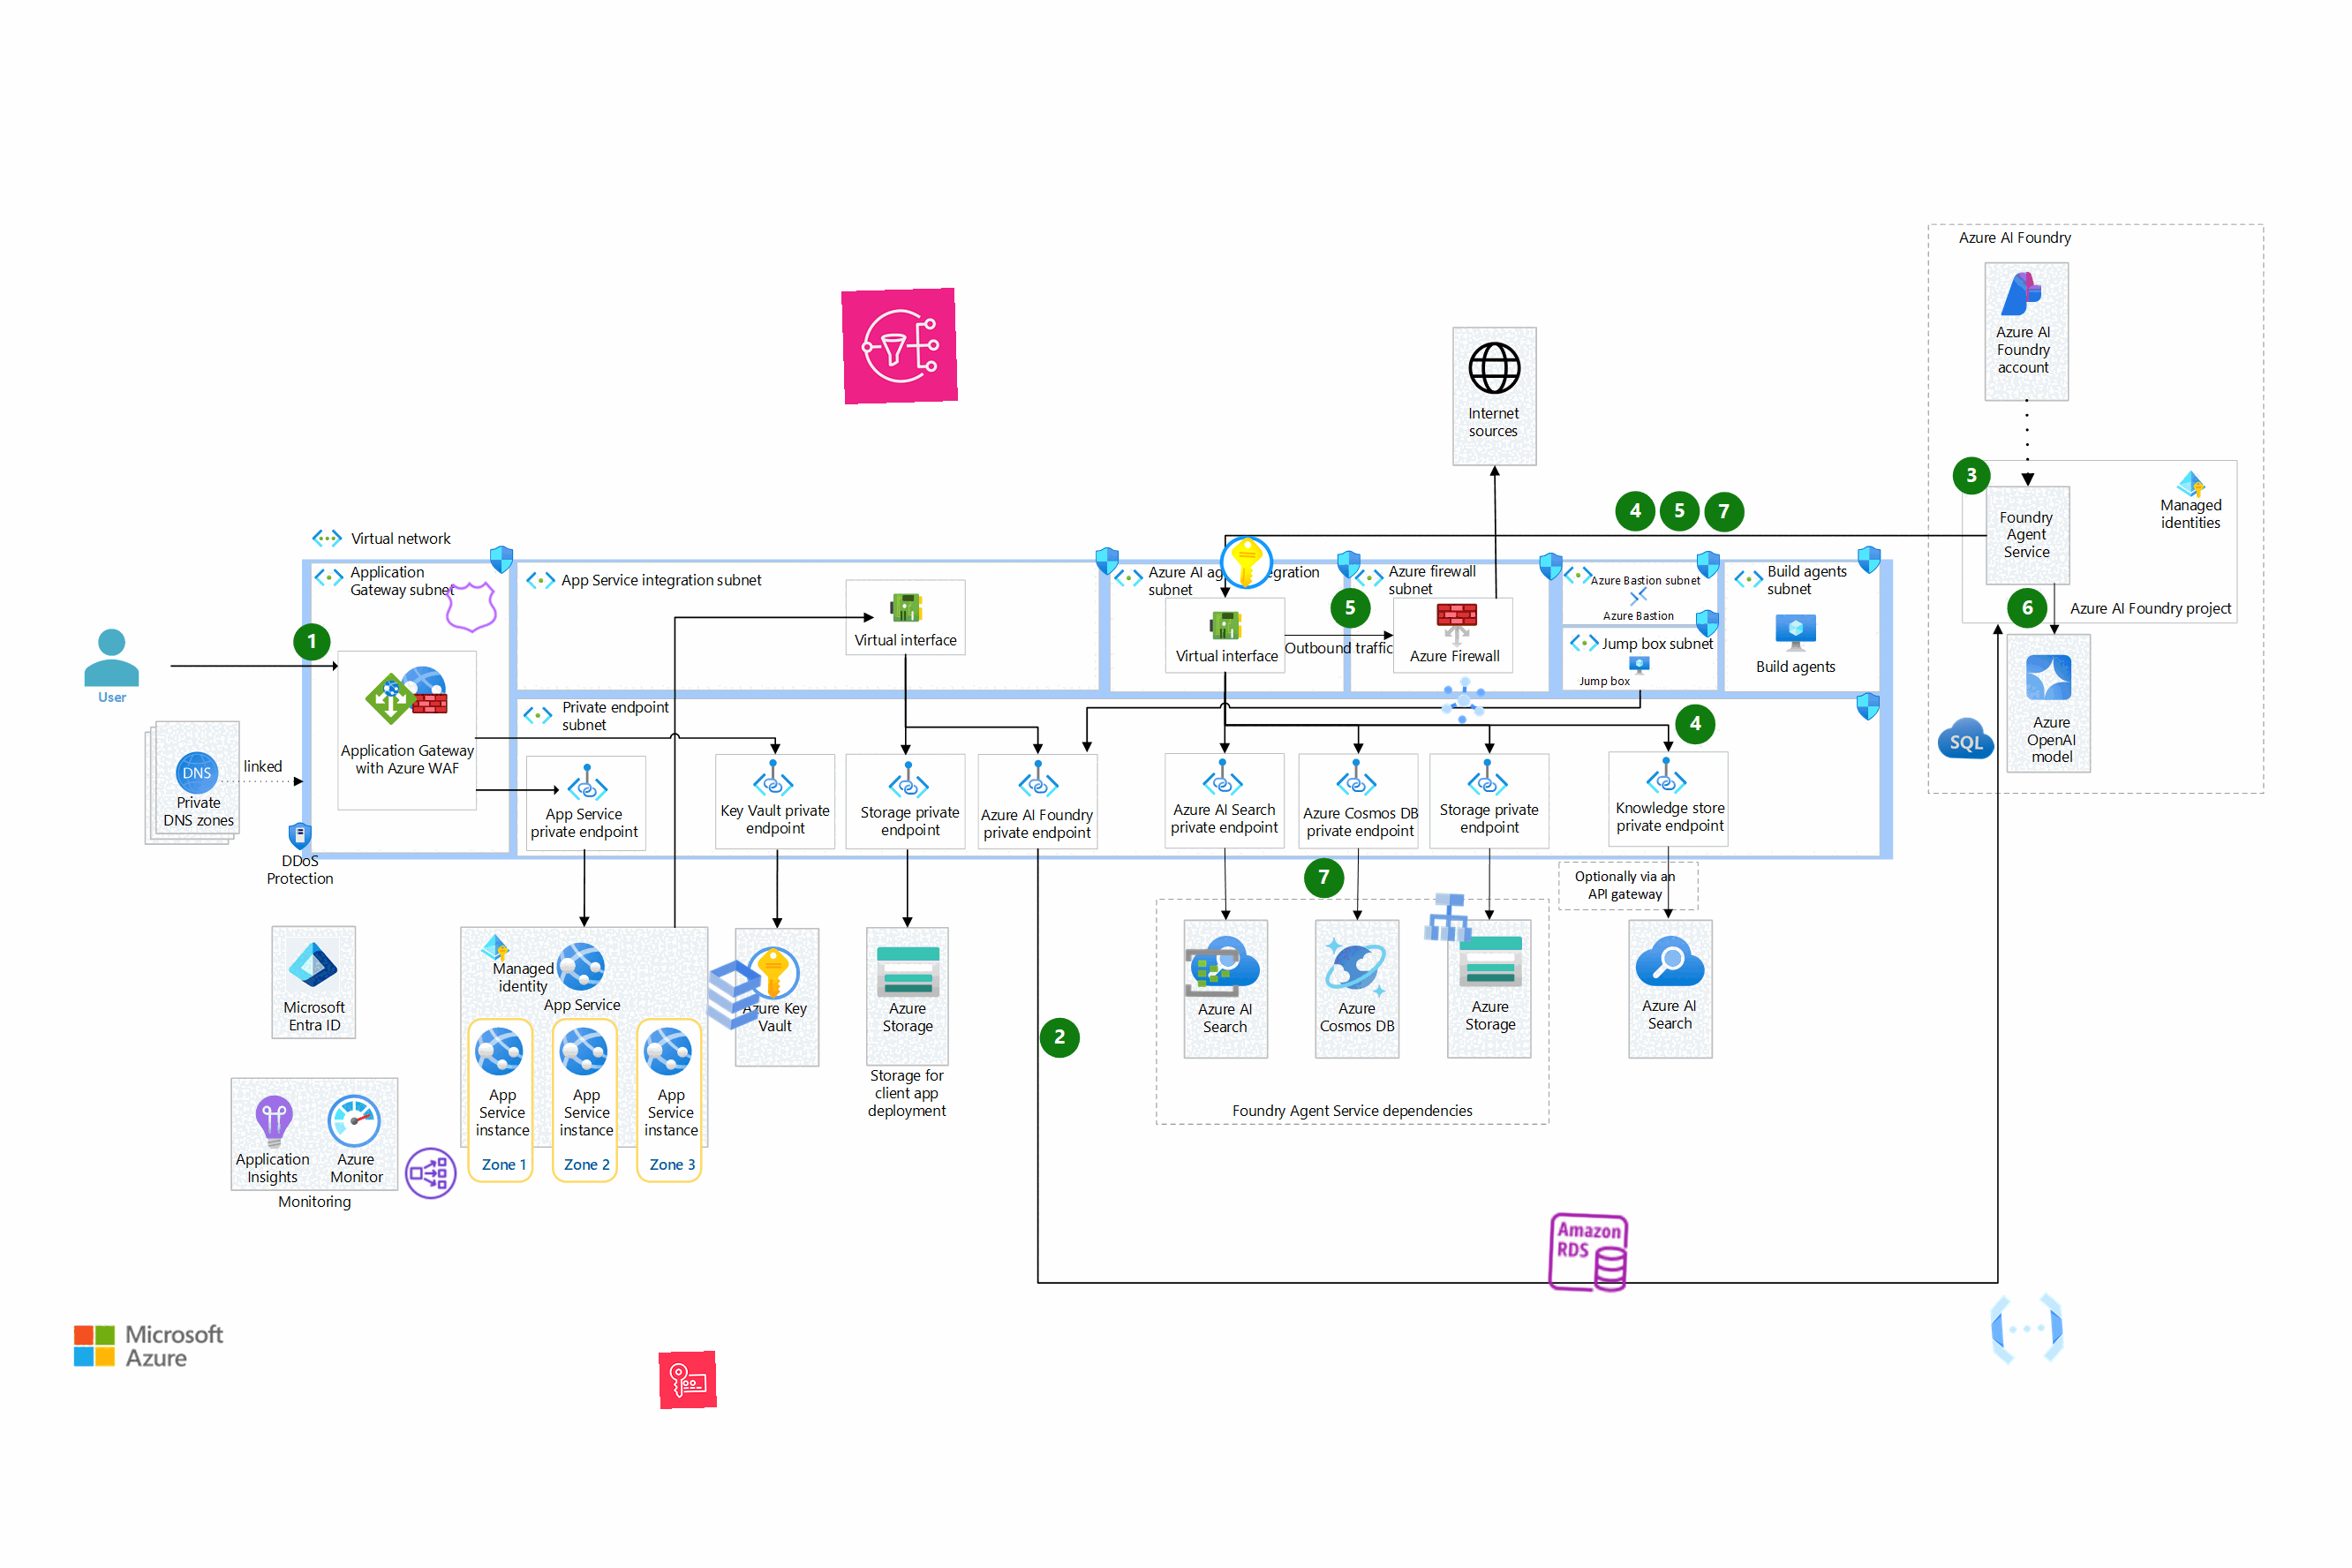 Azure AI Foundry
Azure AI
Foundry
account
Internet
sources
3
Managed
identities
Foundry
Agent
Service
4
5
7
Virtual network
Application
Gateway subnet
App Service integration subnet
Virtual interface
subnet
Virtual interface
5
Outbound traffic
Azure firewall
subnet
Azure Firewall
Azure Bastion subnet
Azure Bastion
Jump box subnet
Jump box
Build agents
subnet
Build agents
6
Azure AI Foundry project
Azure
OpenAI
model
SQL
1
User
Application Gateway
with Azure WAF
DNS
Private
DNS zones
linked
DDoS
Protection
Private endpoint
subnet
App Service
private endpoint
Key Vault private
endpoint
Storage private
endpoint
Azure AI Foundry
private endpoint
Azure AI Search
private endpoint
Azure Cosmos DB
private endpoint
Storage private
endpoint
4
Knowledge store
private endpoint
7
Optionally via an
API gateway
Microsoft
Entra ID
Managed
identity
App Service
App
Service
instance
Zone 1
App
Service
instance
Zone 2
App
Service
instance
Zone 3
Azure Key
Vault
Azure
Storage
Storage for
client app
deployment
2
Azure AI
Search
Azure
Cosmos DB
Azure
Storage
Foundry Agent Service dependencies
Azure AI
Search
Application
Insights
Azure
Monitor
Monitoring
Amazon
RDS
Microsoft
Azure